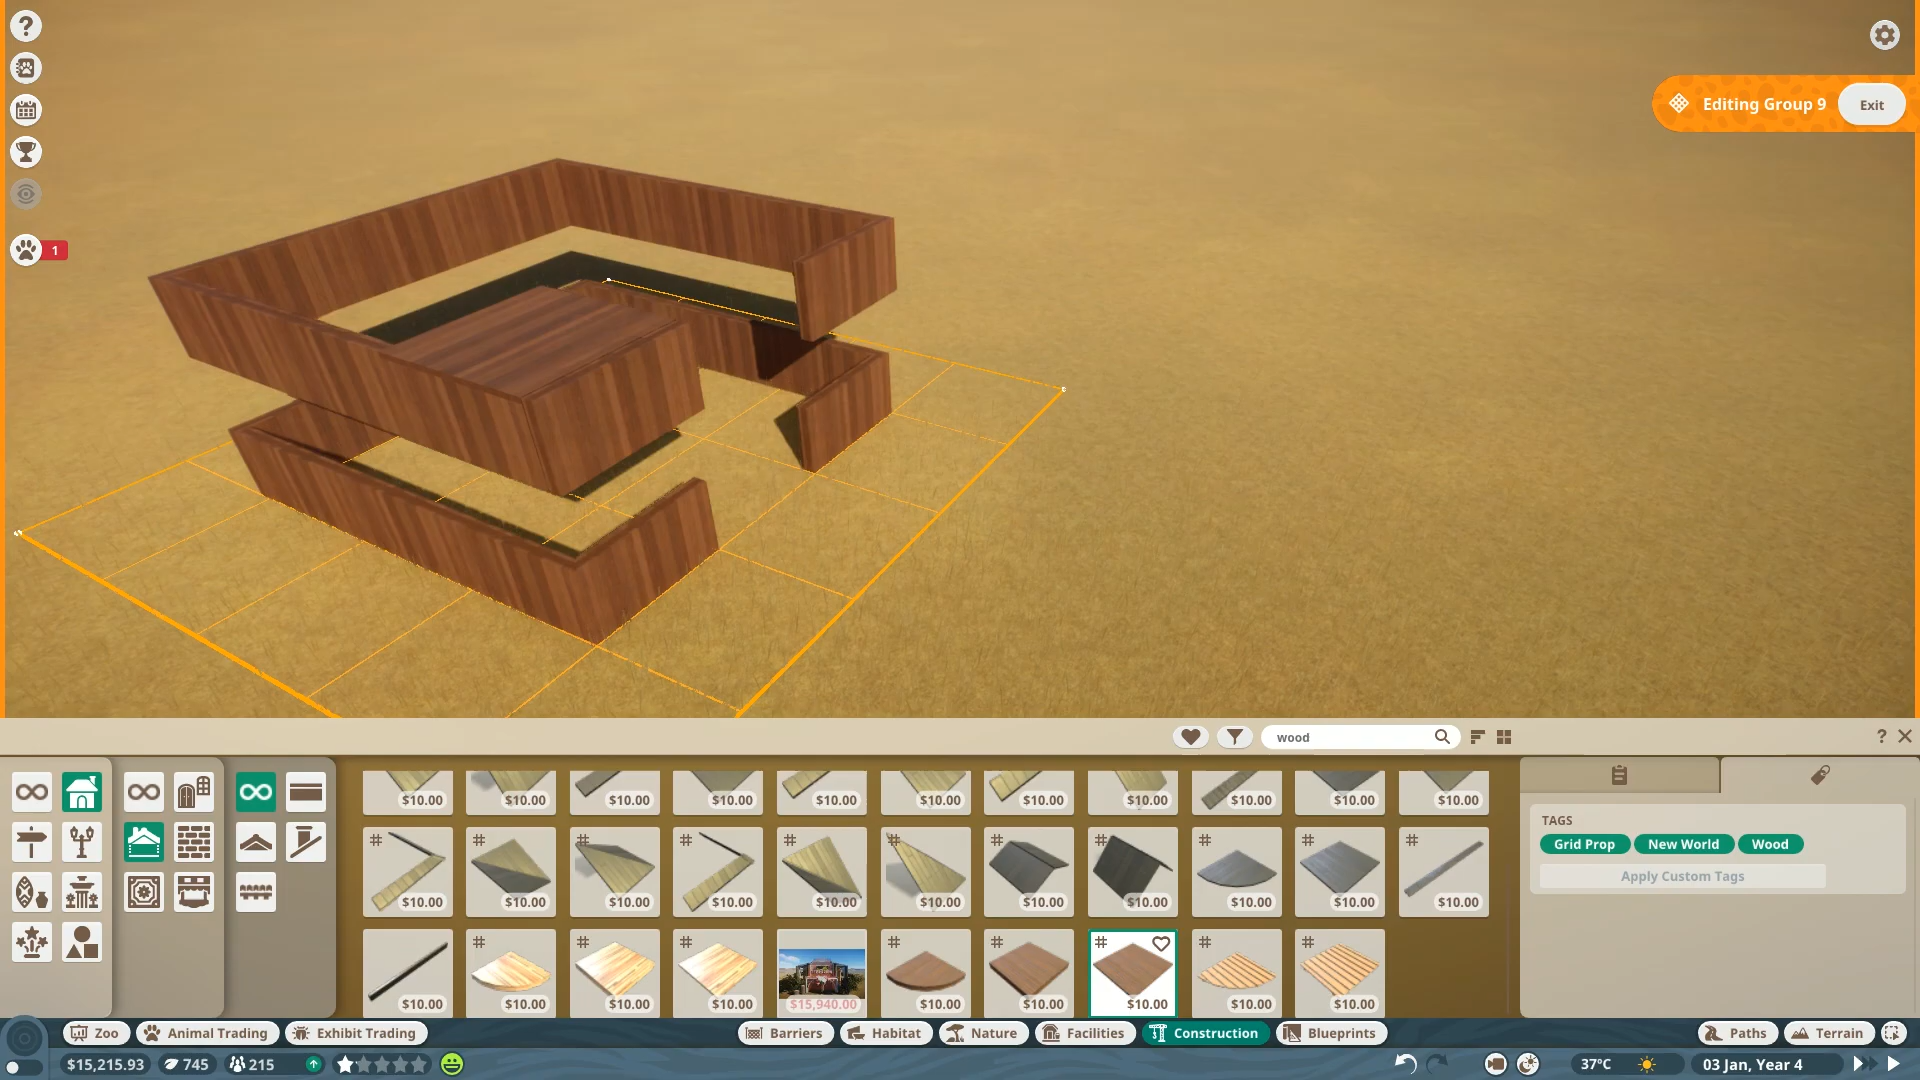 ?
Editing Group 9
Exit
1
wood
?
$10.00 $10.00 $10.00 $10.00 $10.00 $10.00 $10.00 $10.00 $10.00 $10.00 $10.00
# # # # # # # # # # #
$10.00 $10.00 $10.00 $10.00 $10.00 $10.00 $10.00 $10.00 $10.00 $10.00 $10.00
# # # # # # # #
$10.00 $10.00 $10.00 $10.00 $15,940.00 $10.00 $10.00 $10.00 $10.00 $10.00
TAGS
Grid Prop New World Wood
Apply Custom Tags
Zoo Animal Trading Exhibit Trading Barriers Habitat Nature Facilities Construction Blueprints Paths Terrain
$15,215.93 745 215 37°C 03 Jan, Year 4